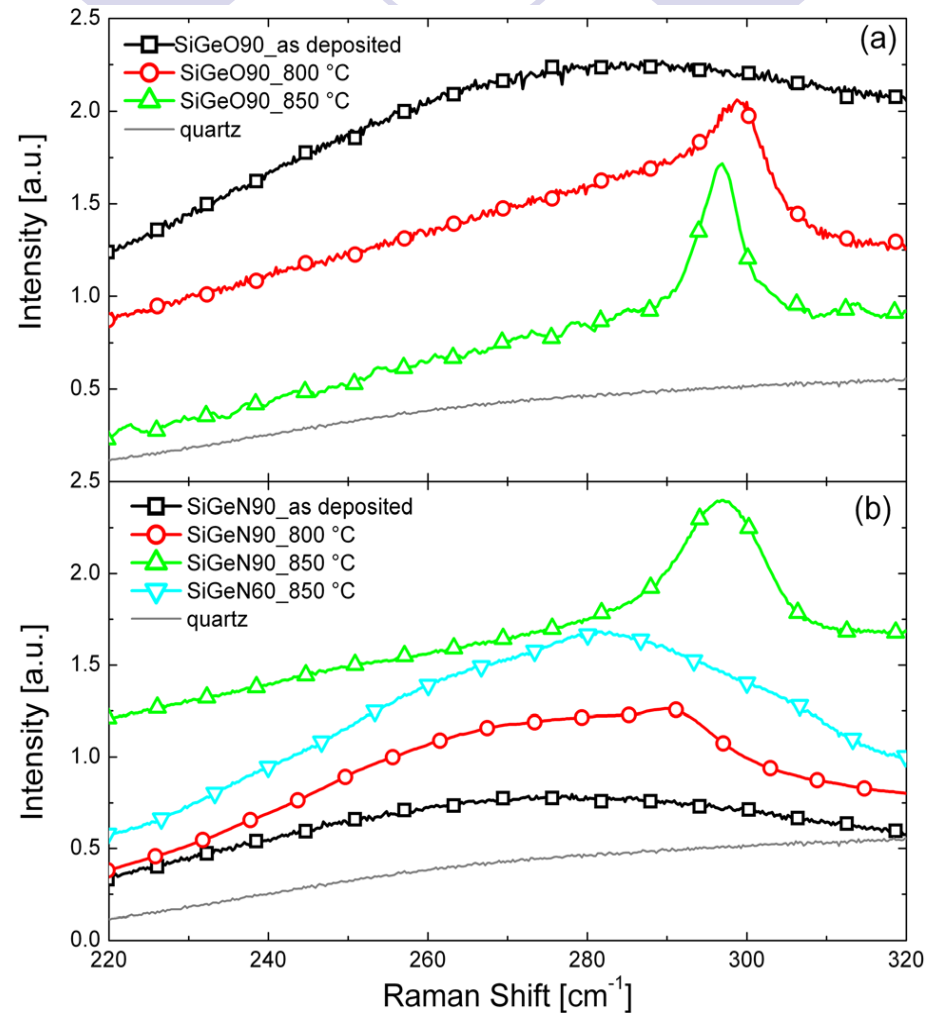 2.5
(a)
SiGeO90_as deposited
SiGeO90_800 °C
SiGeO90_850 °C
quartz
2.0
1.5
1.0
0.5
Intensity [a.u.]
2.5
(b)
SiGeN90_as deposited
SiGeN90_800 °C
SiGeN90_850 °C
SiGeN60_850 °C
quartz
2.0
1.5
1.0
0.5
0.0
Intensity [a.u.]
220 240 260 280 300 320
Raman Shift [cm⁻¹]